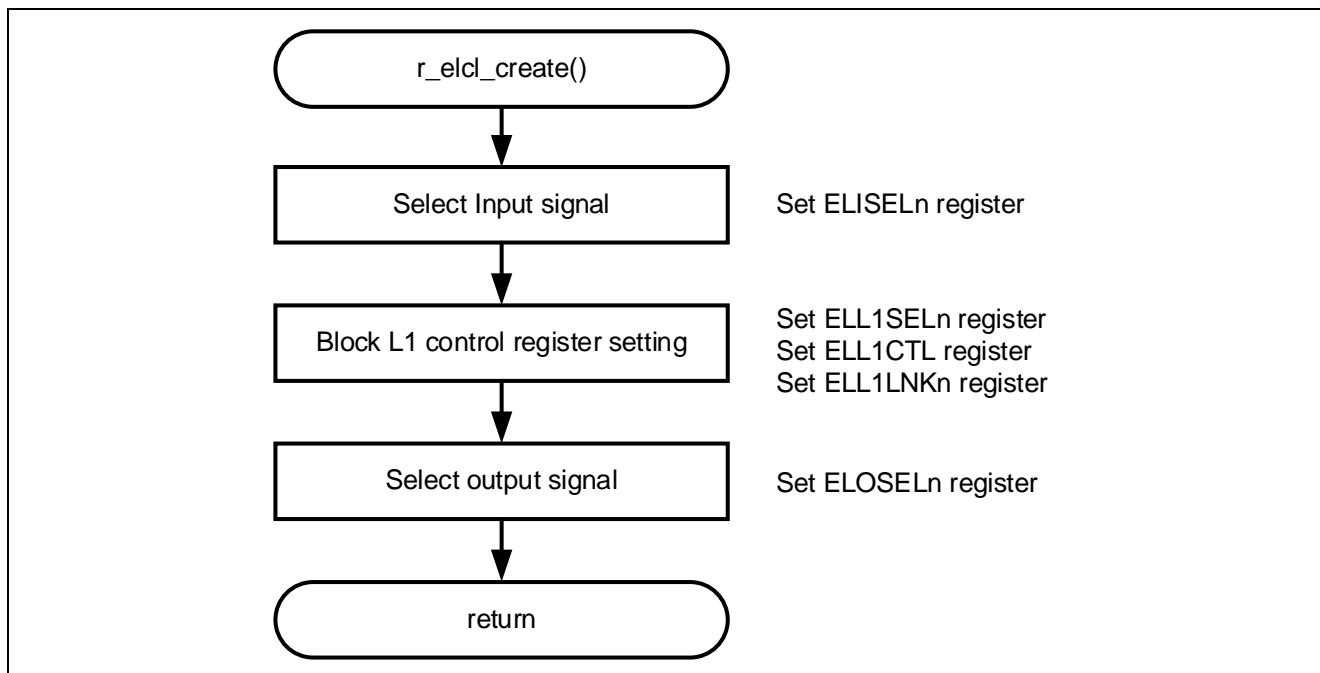 r_elcl_create()
Select Input signal
Set ELISELn register
Block L1 control register setting
Set ELL1SELn register
Set ELL1CTL register
Set ELL1LNKn register
Select output signal
Set ELOSELn register
return